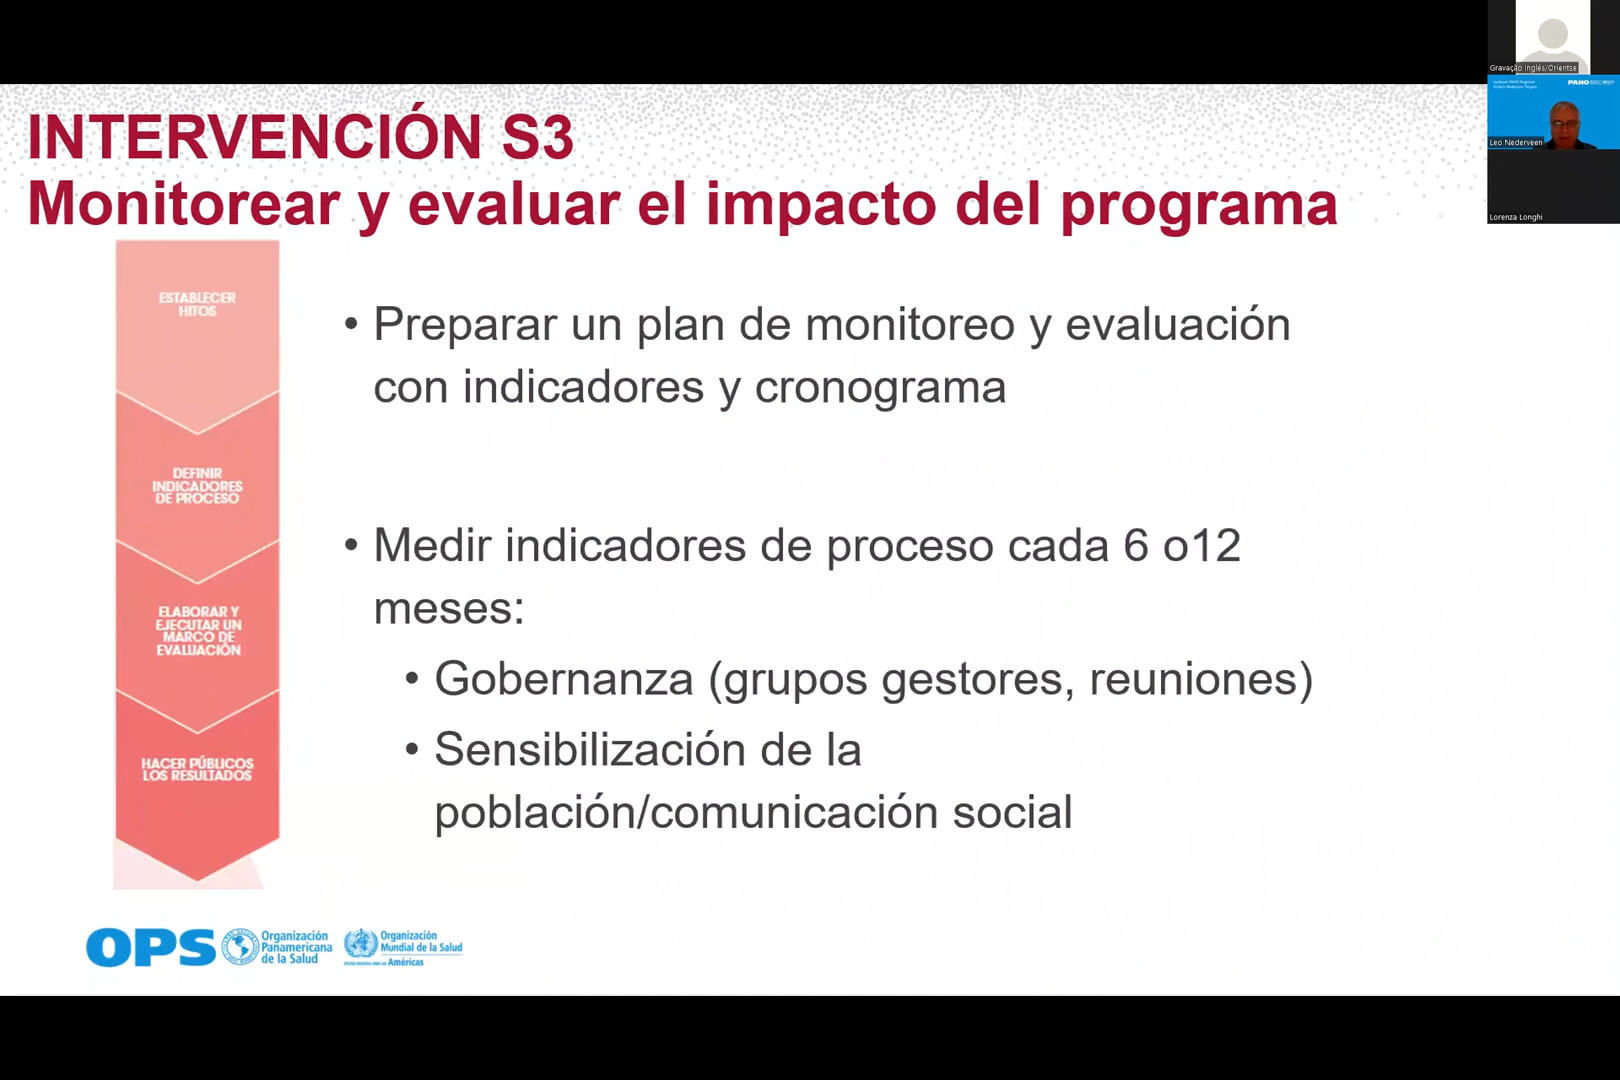 INTERVENCIÓN S3
Monitorear y evaluar el impacto del programa
ESTABLECER
HITOS
DEFINIR
INDICADORES
DE PROCESO
ELABORAR Y
EJECUTAR UN
MARCO DE
EVALUACIÓN
HACER PÚBLICOS
LOS RESULTADOS
• Preparar un plan de monitoreo y evaluación
con indicadores y cronograma
• Medir indicadores de proceso cada 6 o12
meses:
• Gobernanza (grupos gestores, reuniones)
• Sensibilización de la
población/comunicación social
OPS
Organización
Panamericana
de la Salud
Organización
Mundial de la Salud
Américas
Gravação Inglês/Orientse
PAHO
Leo Nederveen
Lorenza Longhi